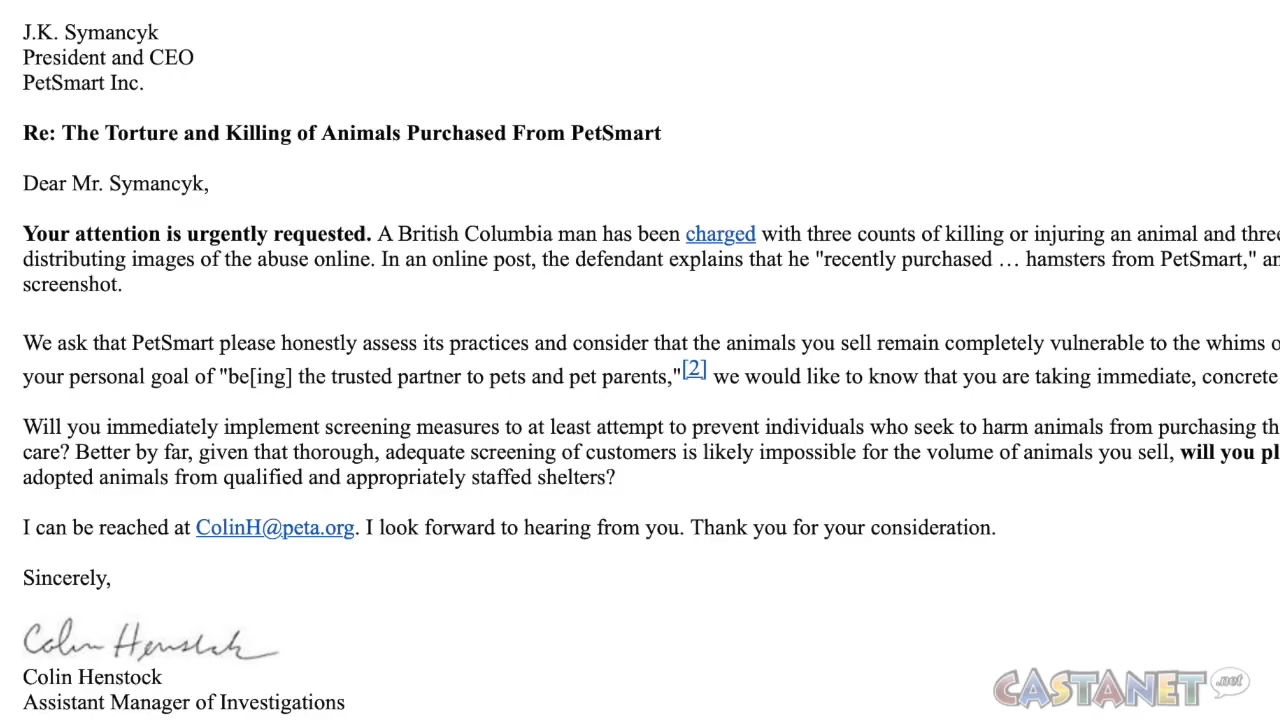 J.K. Symancyk
President and CEO
PetSmart Inc.
Re: The Torture and Killing of Animals Purchased From PetSmart
Dear Mr. Symancyk,
Your attention is urgently requested. A British Columbia man has been charged with three counts of killing or injuring an animal and three
distributing images of the abuse online. In an online post, the defendant explains that he "recently purchased … hamsters from PetSmart," an
screenshot.
We ask that PetSmart please honestly assess its practices and consider that the animals you sell remain completely vulnerable to the whims o
your personal goal of "be[ing] the trusted partner to pets and pet parents,"[2] we would like to know that you are taking immediate, concrete
Will you immediately implement screening measures to at least attempt to prevent individuals who seek to harm animals from purchasing th
care? Better by far, given that thorough, adequate screening of customers is likely impossible for the volume of animals you sell, will you pl
adopted animals from qualified and appropriately staffed shelters?
I can be reached at ColinH@peta.org. I look forward to hearing from you. Thank you for your consideration.
Sincerely,
Colin Henstock
Colin Henstock
Assistant Manager of Investigations
CASTANET.net